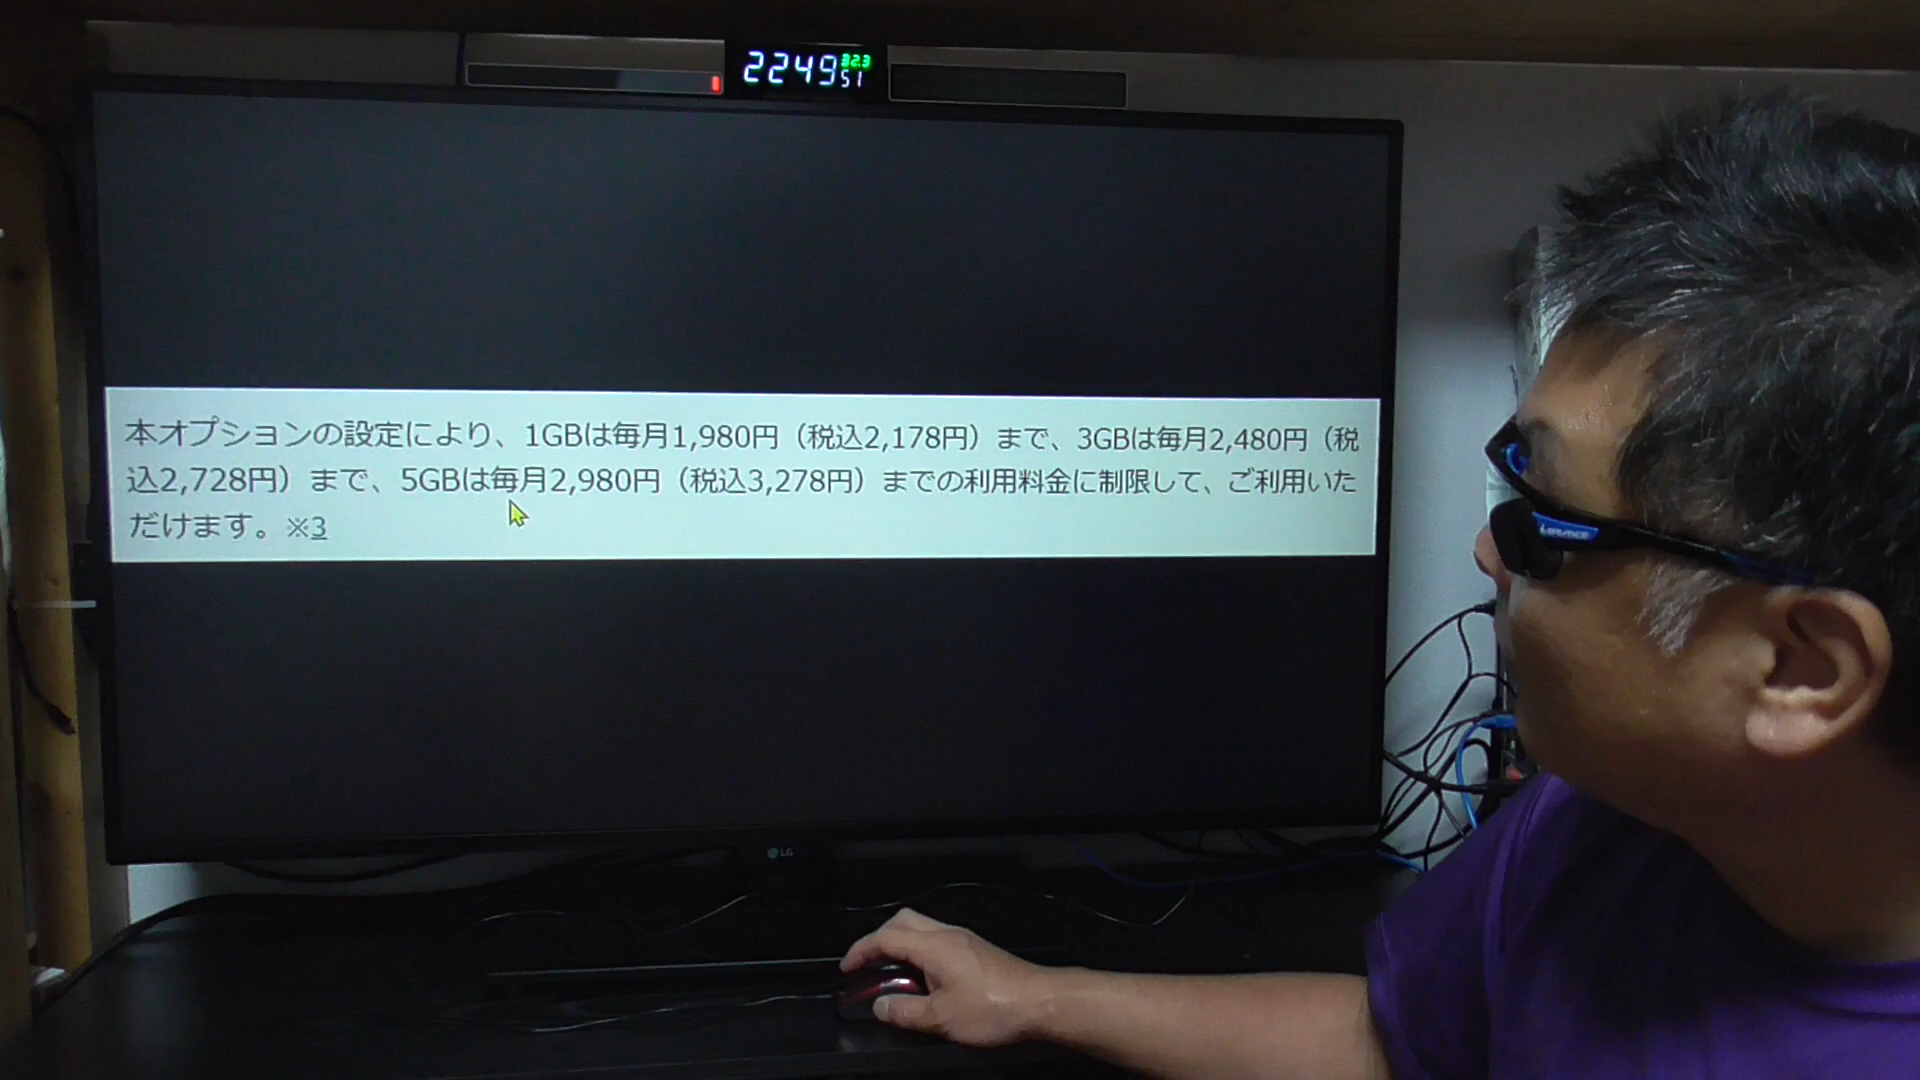 2249 32.3
51
本オプションの設定により、1GBは毎月1,980円（税込2,178円）まで、3GBは毎月2,480円（税
込2,728円）まで、5GBは毎月2,980円（税込3,278円）までの利用料金に制限して、ご利用いた
だけます。※3
LG